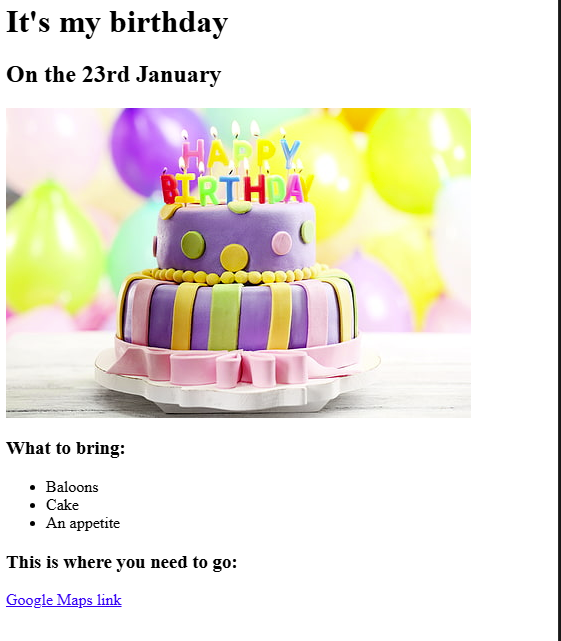 It's my birthday
On the 23rd January
HAPPY
BIRTHDAY
What to bring:
Baloons
Cake
An appetite
This is where you need to go:
Google Maps link